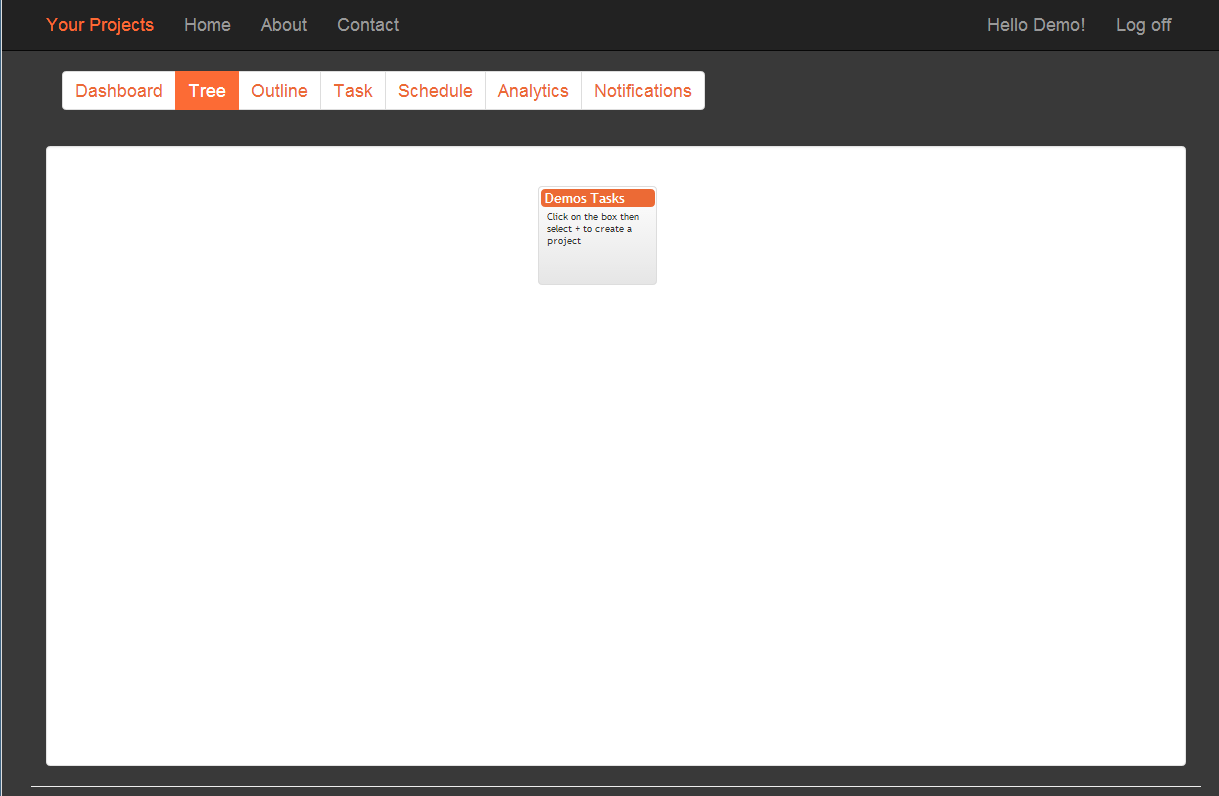 Your Projects Home About Contact Hello Demo! Log off
Dashboard Tree Outline Task Schedule Analytics Notifications
Demos Tasks
Click on the box then
select + to create a
project